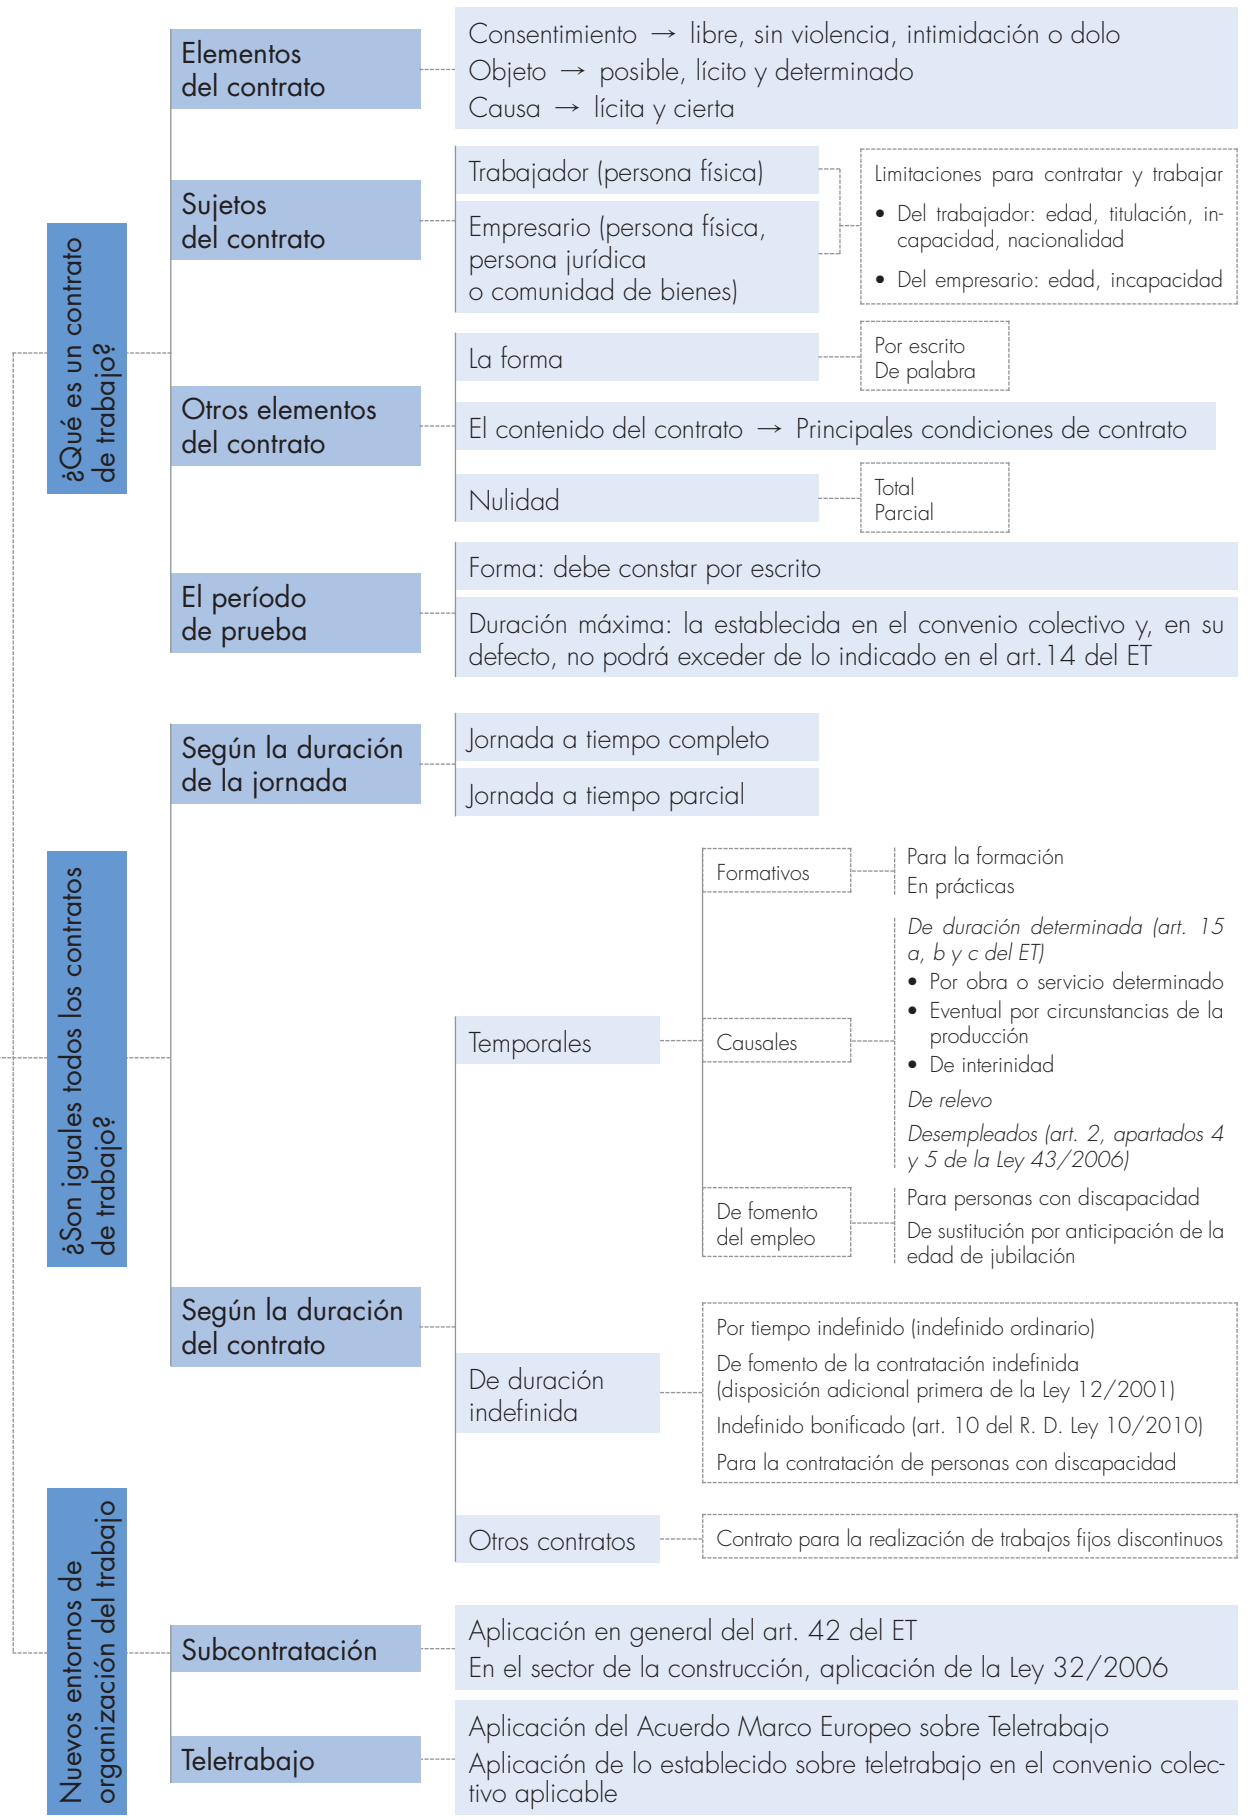 ¿Qué es un contrato
de trabajo?
Elementos
del contrato
Consentimiento → libre, sin violencia, intimidación o dolo
Objeto → posible, lícito y determinado
Causa → lícita y cierta
Sujetos
del contrato
Trabajador (persona física)
Empresario (persona física,
persona jurídica
o comunidad de bienes)
Limitaciones para contratar y trabajar
• Del trabajador: edad, titulación, in-
capacidad, nacionalidad
• Del empresario: edad, incapacidad
Otros elementos
del contrato
La forma
Por escrito
De palabra
El contenido del contrato → Principales condiciones de contrato
Nulidad
Total
Parcial
El período
de prueba
Forma: debe constar por escrito
Duración máxima: la establecida en el convenio colectivo y, en su
defecto, no podrá exceder de lo indicado en el art.14 del ET
¿Son iguales todos los contratos
de trabajo?
Según la duración
de la jornada
Jornada a tiempo completo
Jornada a tiempo parcial
Según la duración
del contrato
Temporales
Formativos
Para la formación
En prácticas
Causales
De duración determinada (art. 15
a, b y c del ET)
• Por obra o servicio determinado
• Eventual por circunstancias de la
producción
• De interinidad
De relevo
Desempleados (art. 2, apartados 4
y 5 de la Ley 43/2006)
De fomento
del empleo
Para personas con discapacidad
De sustitución por anticipación de la
edad de jubilación
De duración
indefinida
Por tiempo indefinido (indefinido ordinario)
De fomento de la contratación indefinida
(disposición adicional primera de la Ley 12/2001)
Indefinido bonificado (art. 10 del R. D. Ley 10/2010)
Para la contratación de personas con discapacidad
Otros contratos
Contrato para la realización de trabajos fijos discontinuos
Nuevos entornos de
organización del trabajo
Subcontratación
Aplicación en general del art. 42 del ET
En el sector de la construcción, aplicación de la Ley 32/2006
Teletrabajo
Aplicación del Acuerdo Marco Europeo sobre Teletrabajo
Aplicación de lo establecido sobre teletrabajo en el convenio colec-
tivo aplicable